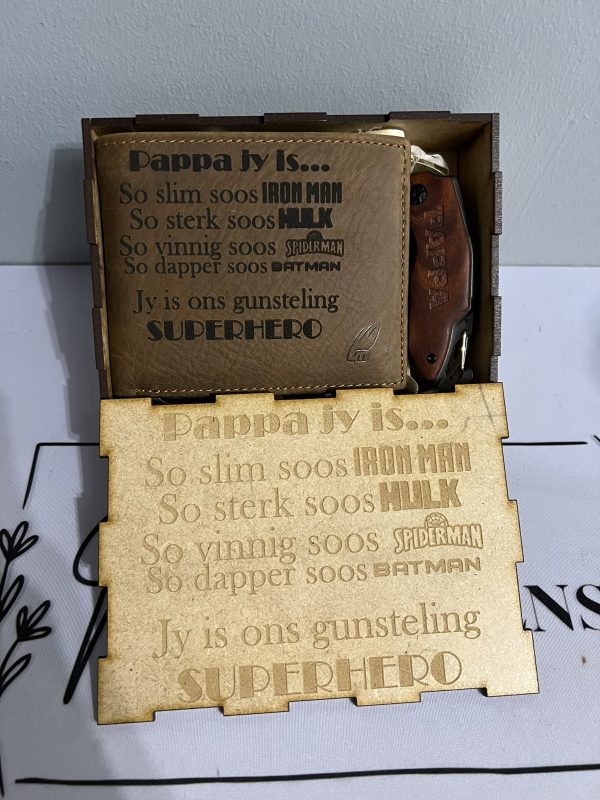 Pappa jy is...
So slim soos IRON MAN
So sterk soos HULK
So vinnig soos SPIDERMAN
So dapper soos BATMAN
Jy is ons gunsteling
SUPERHERO
PAPPA
Pappa jy is...
So slim soos IRON MAN
So sterk soos HULK
So vinnig soos SPIDERMAN
So dapper soos BATMAN
Jy is ons gunsteling
SUPERHERO